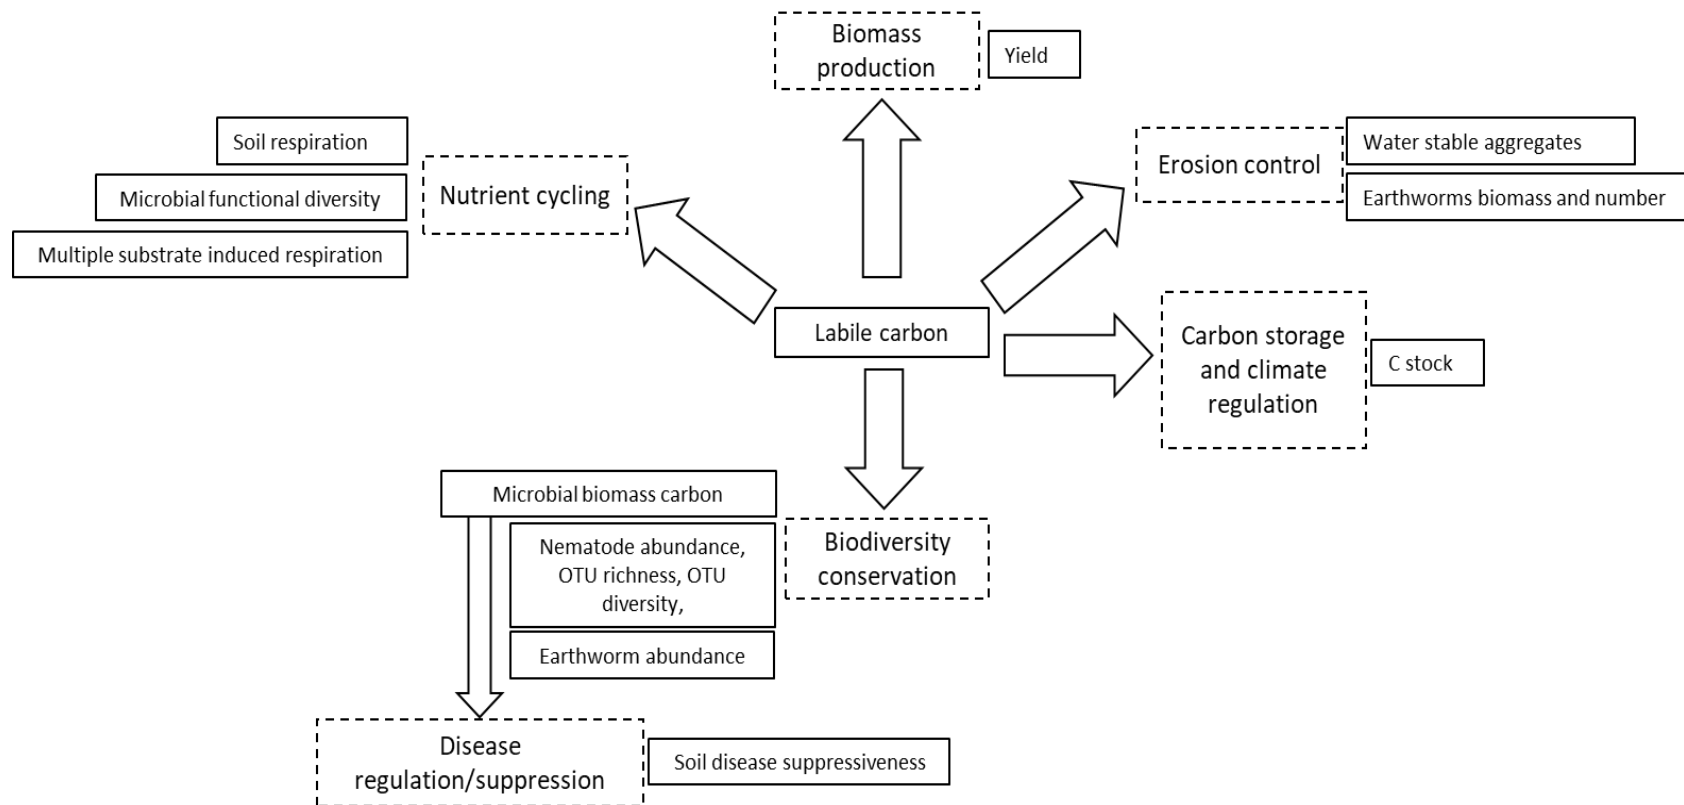 Biomass
production
Yield
Soil respiration
Microbial functional diversity
Multiple substrate induced respiration
Nutrient cycling
Erosion control
Water stable aggregates
Earthworms biomass and number
Labile carbon
Carbon storage
and climate
regulation
C stock
Microbial biomass carbon
Nematode abundance,
OTU richness, OTU
diversity,
Earthworm abundance
Biodiversity
conservation
Disease
regulation/suppression
Soil disease suppressiveness